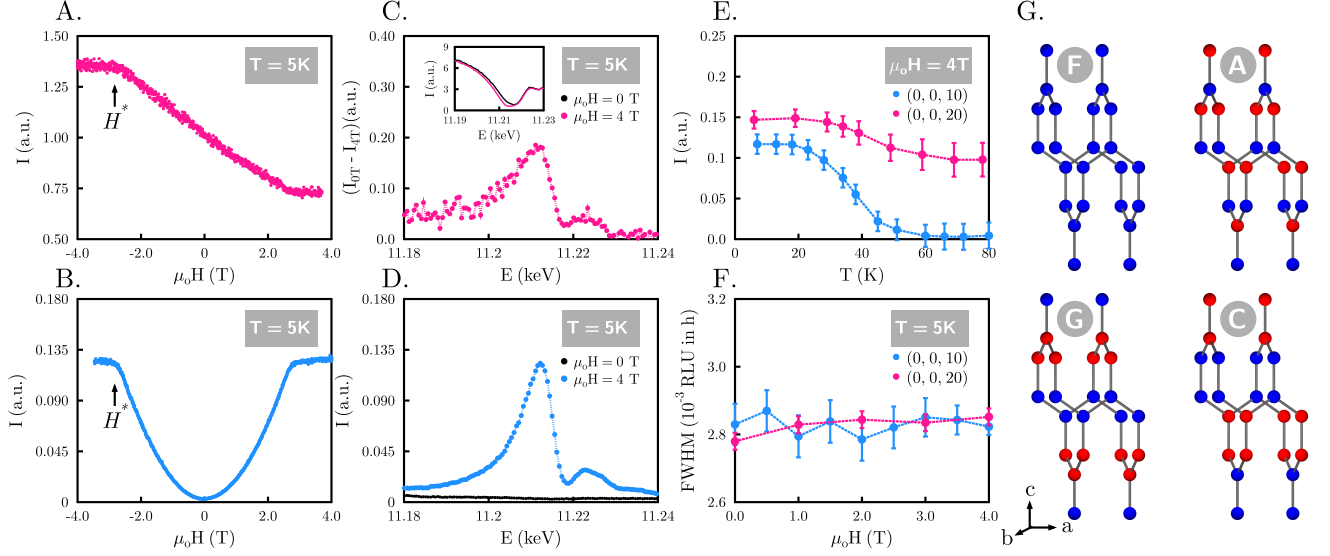 A.
I (a.u.)
1.50
1.25
1.00
0.75
0.50
-4.0
-2.0
0
2.0
4.0
μₒH (T)
T = 5K
H*
B.
I (a.u.)
0.180
0.135
0.090
0.045
0
-4.0
-2.0
0
2.0
4.0
μₒH (T)
T = 5K
H*
C.
(I₀T - I₄T)(a.u.)
0.40
0.30
0.20
0.10
0.0
11.18
11.2
11.22
11.24
E (keV)
T = 5K
μₒH = 0 T
μₒH = 4 T
I (a.u.)
9
6
3
0
11.19
11.21
11.23
E (keV)
D.
I (a.u.)
0.180
0.135
0.090
0.045
0
11.18
11.2
11.22
11.24
E (keV)
T = 5K
μₒH = 0 T
μₒH = 4 T
E.
I (a.u.)
0.25
0.20
0.15
0.10
0.05
0.0
0
20
40
60
80
T (K)
μₒH = 4T
(0, 0, 10)
(0, 0, 20)
F.
FWHM (10⁻³ RLU in h)
3.2
3.0
2.8
2.6
0.0
1.0
2.0
3.0
4.0
μₒH (T)
T = 5K
(0, 0, 10)
(0, 0, 20)
G.
F
A
G
C
c
b
a